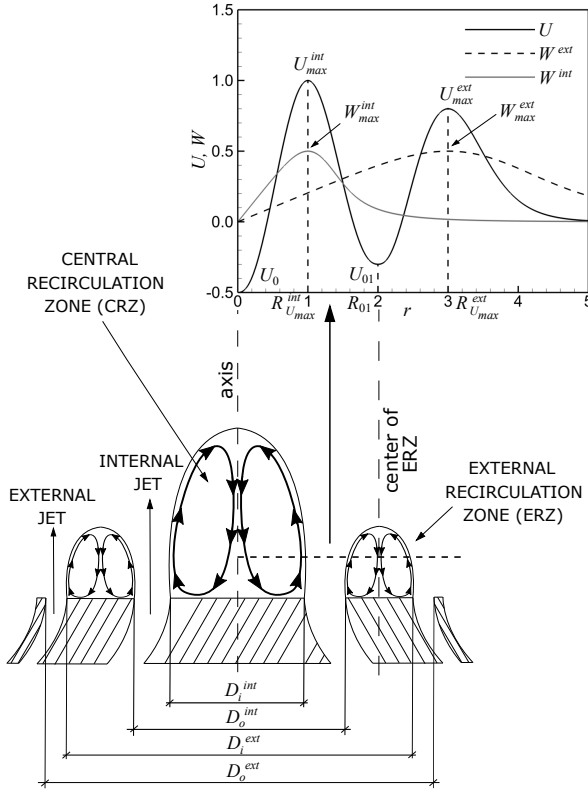 U
W^ext
W^int
U_max^int
U_max^ext
W_max^int
W_max^ext
1.5
1.0
0.5
0.0
-0.5
U, W
U_0
U_01
0
1
2
3
4
5
R_{U_max}^int
R_01
r
R_{U_max}^ext
CENTRAL
RECIRCULATION
ZONE (CRZ)
axis
center of
ERZ
INTERNAL
JET
EXTERNAL
JET
EXTERNAL
RECIRCULATION
ZONE (ERZ)
D_i^int
D_o^int
D_i^ext
D_o^ext